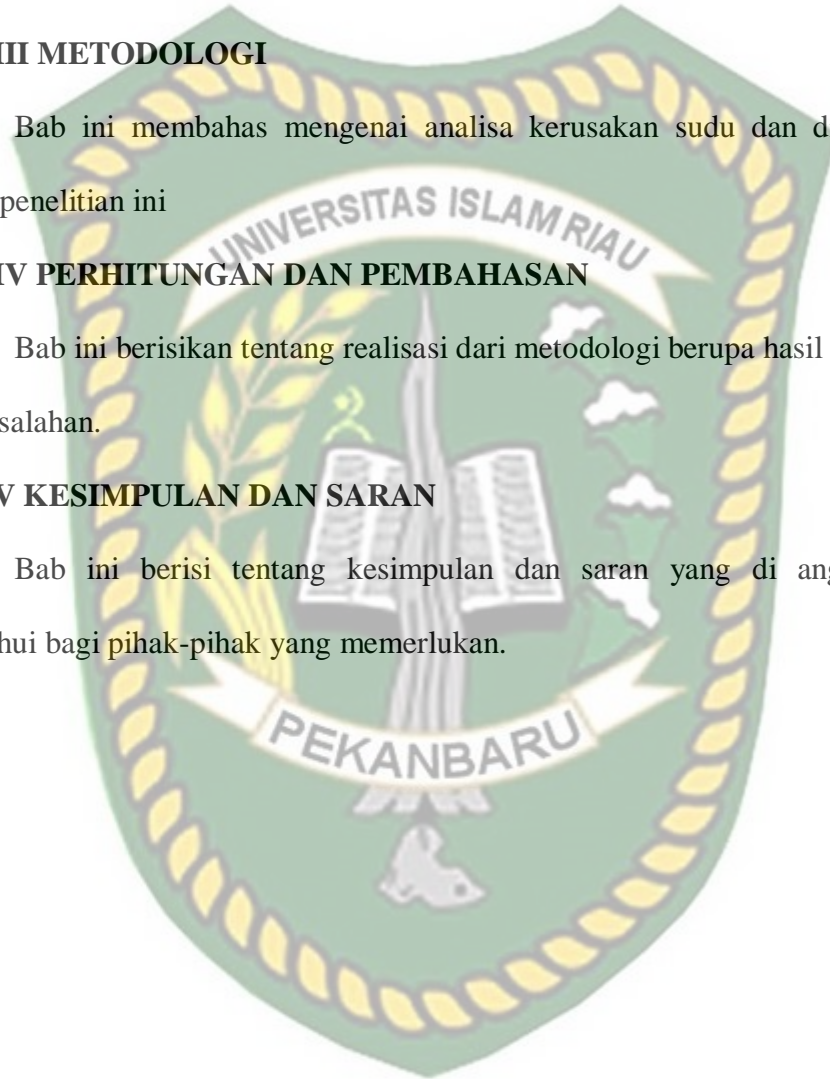 III METODOLOGI
Bab ini membahas mengenai analisa kerusakan sudu dan d
penelitian ini
UNIVERSITAS ISLAM RIAU
IV PERHITUNGAN DAN PEMBAHASAN
Bab ini berisikan tentang realisasi dari metodologi berupa hasil
salahan.
V KESIMPULAN DAN SARAN
Bab ini berisi tentang kesimpulan dan saran yang di ang
hui bagi pihak-pihak yang memerlukan.
PEKANBARU